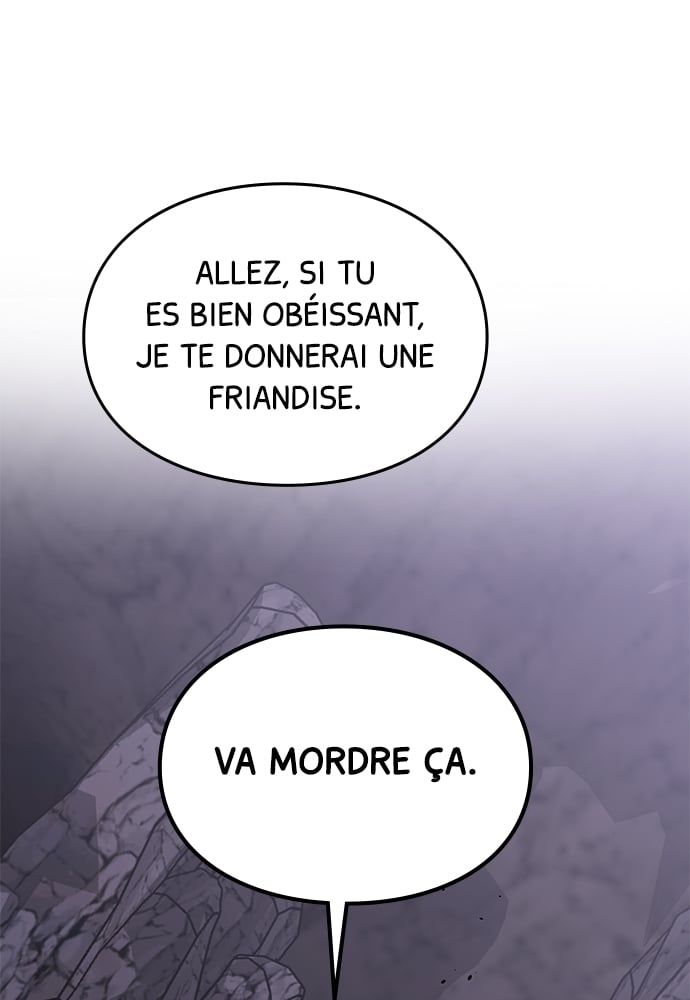 ALLEZ, SI TU
ES BIEN OBÉISSANT,
JE TE DONNERAI UNE
FRIANDISE.
VA MORDRE ÇA.